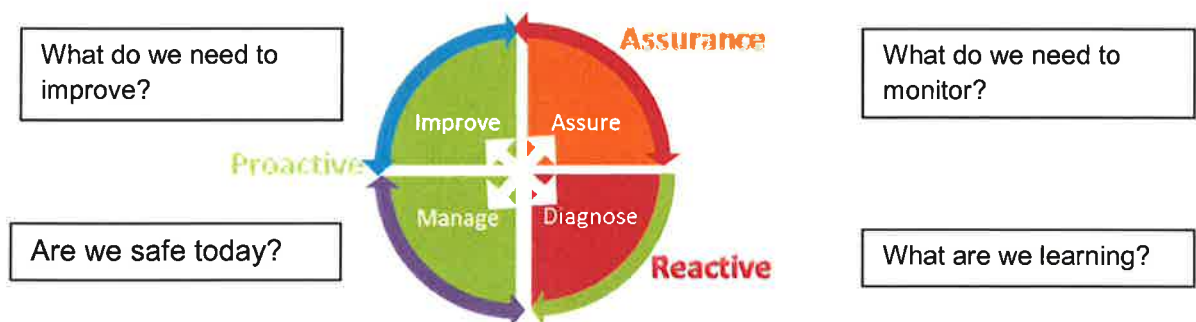 What do we need to
improve?
Assurance
What do we need to
monitor?
Improve
Assure
Proactive
Manage
Diagnose
Are we safe today?
Reactive
What are we learning?